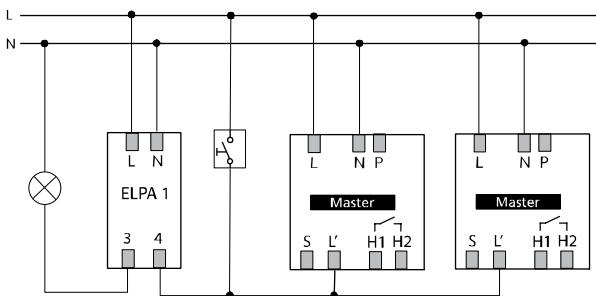 L
N
L N
ELPA 1
3 4
L N P
Master
S L' H1 H2
L N P
Master
S L' H1 H2